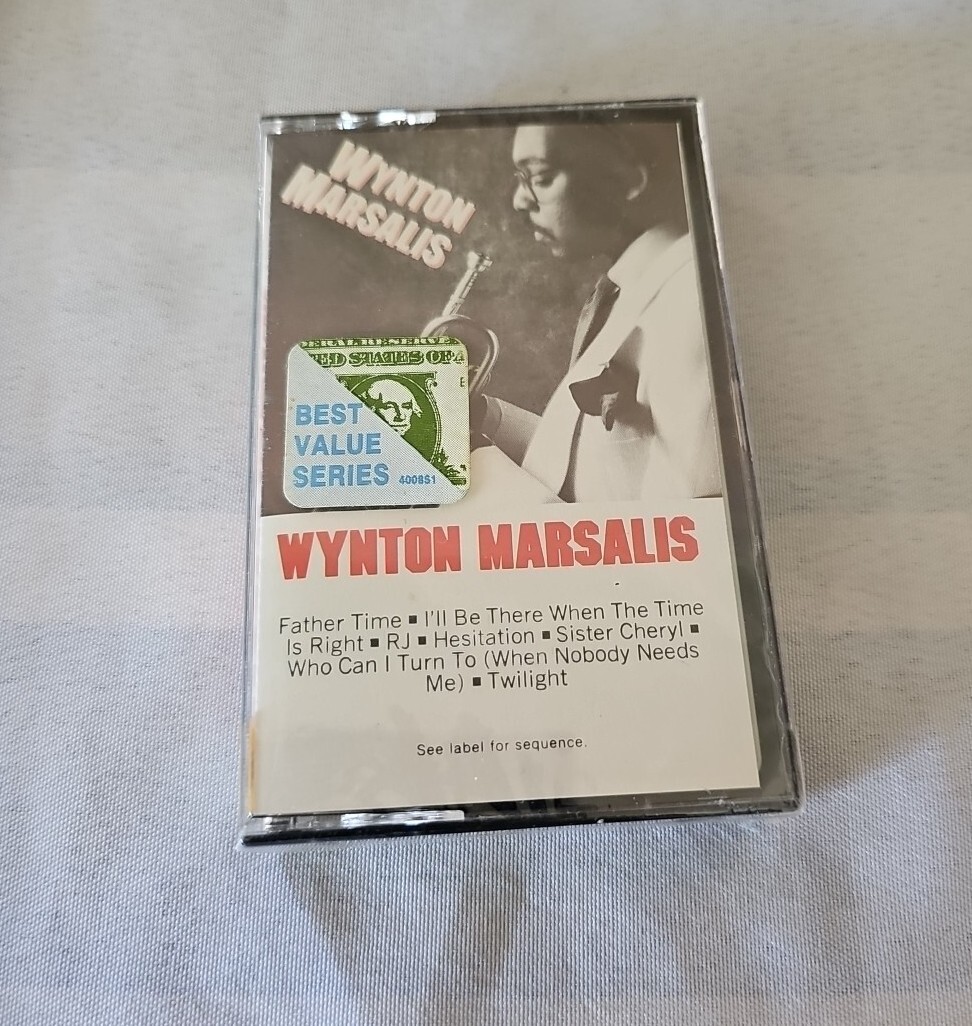 WYNTON
MARSALIS
ERAL RESERVE
ED STATES OF A
E
BEST
VALUE
SERIES 4008S1
WYNTON MARSALIS
Father Time ▪ I'll Be There When The Time
Is Right ▪ RJ ▪ Hesitation ▪ Sister Cheryl ▪
Who Can I Turn To (When Nobody Needs
Me) ▪ Twilight
See label for sequence.